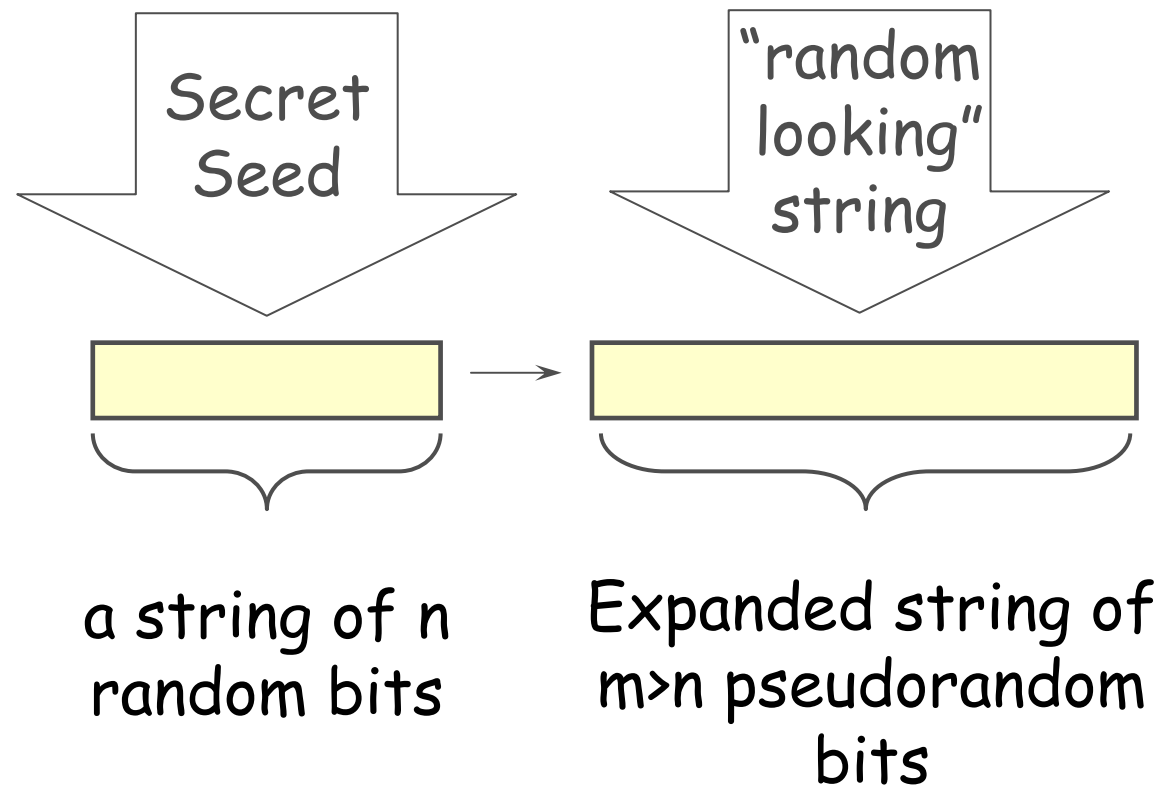 Secret
Seed
“random
looking”
string
a string of n
random bits
Expanded string of
m>n pseudorandom
bits